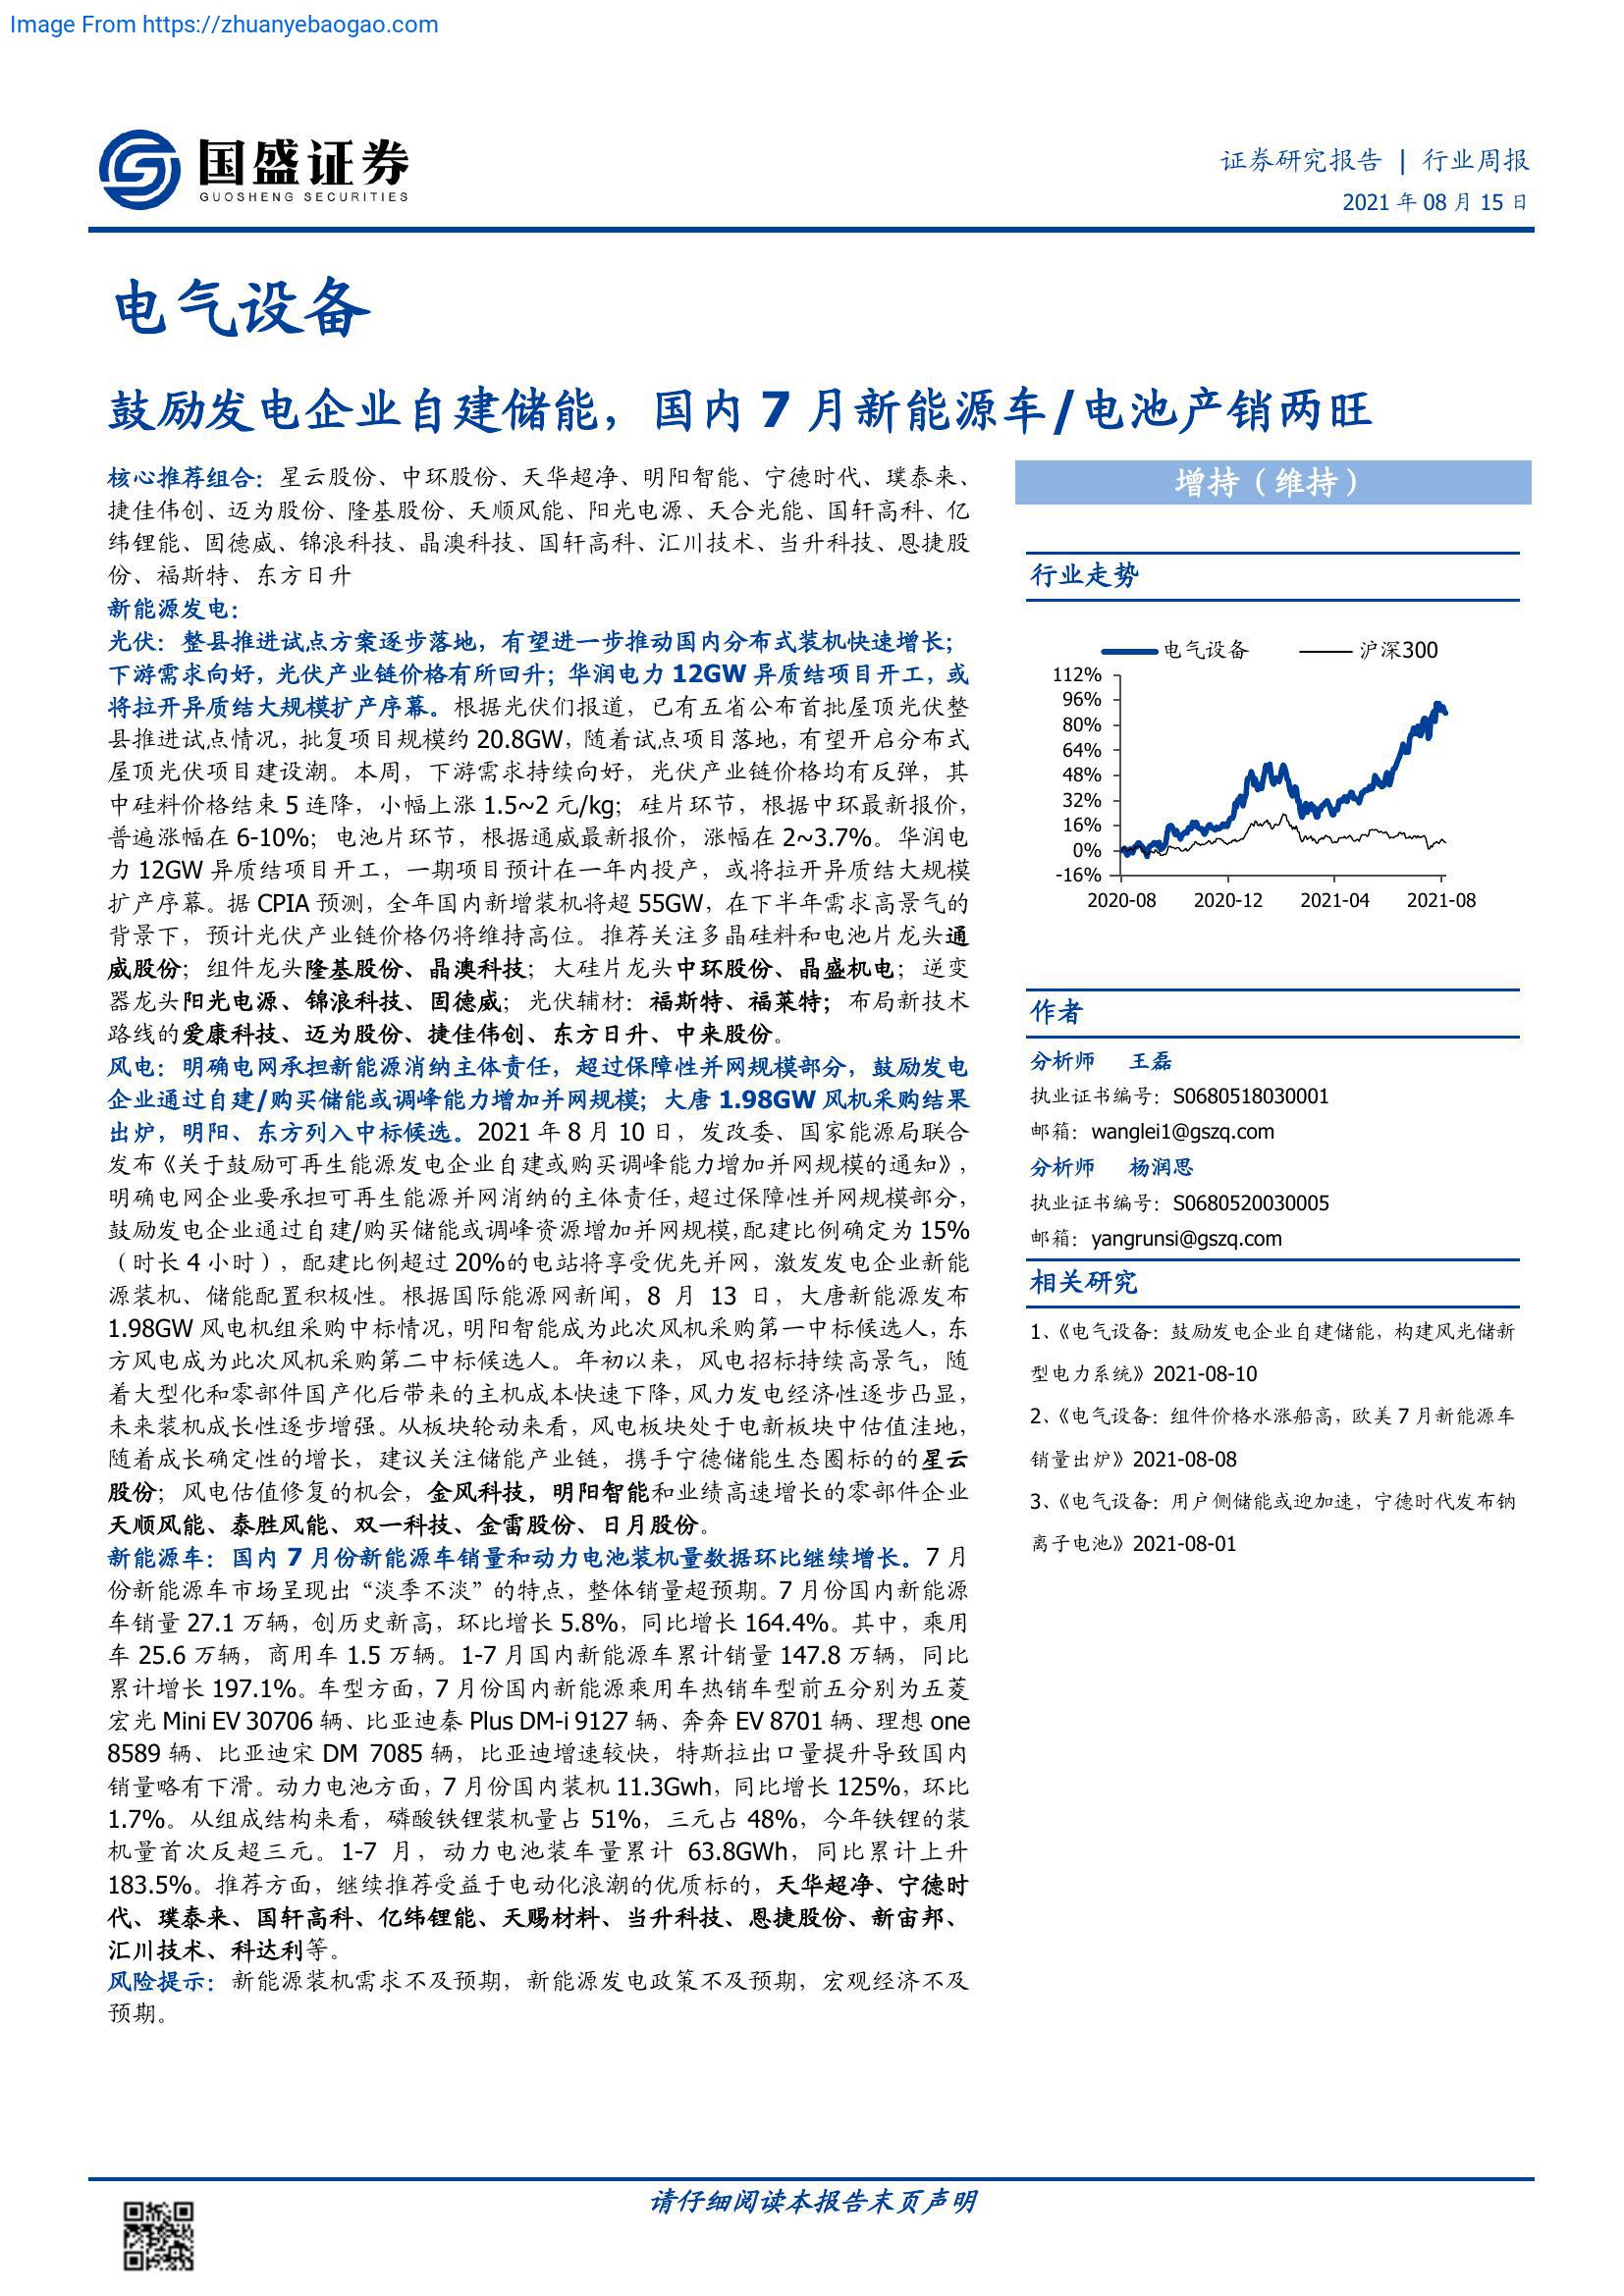 Image From https://zhuanyebaogao.com
国盛证券
GUOSHENG SECURITIES
证券研究报告 | 行业周报
2021 年 08 月 15 日
电气设备
鼓励发电企业自建储能，国内 7 月新能源车/电池产销两旺
核心推荐组合：星云股份、中环股份、天华超净、明阳智能、宁德时代、璞泰来、
捷佳伟创、迈为股份、隆基股份、天顺风能、阳光电源、天合光能、国轩高科、亿
纬锂能、固德威、锦浪科技、晶澳科技、国轩高科、汇川技术、当升科技、恩捷股
份、福斯特、东方日升
新能源发电：
光伏：整县推进试点方案逐步落地，有望进一步推动国内分布式装机快速增长；
下游需求向好，光伏产业链价格有所回升；华润电力 12GW 异质结项目开工，或
将拉开异质结大规模扩产序幕。根据光伏们报道，已有五省公布首批屋顶光伏整
县推进试点情况，批复项目规模约 20.8GW，随着试点项目落地，有望开启分布式
屋顶光伏项目建设潮。本周，下游需求持续向好，光伏产业链价格均有反弹，其
中硅料价格结束 5 连降，小幅上涨 1.5~2 元/kg；硅片环节，根据中环最新报价，
普遍涨幅在 6-10%；电池片环节，根据通威最新报价，涨幅在 2~3.7%。华润电
力 12GW 异质结项目开工，一期项目预计在一年内投产，或将拉开异质结大规模
扩产序幕。据 CPIA 预测，全年国内新增装机将超 55GW，在下半年需求高景气的
背景下，预计光伏产业链价格仍将维持高位。推荐关注多晶硅料和电池片龙头通
威股份；组件龙头隆基股份、晶澳科技；大硅片龙头中环股份、晶盛机电；逆变
器龙头阳光电源、锦浪科技、固德威；光伏辅材：福斯特、福莱特；布局新技术
路线的爱康科技、迈为股份、捷佳伟创、东方日升、中来股份。
风电：明确电网承担新能源消纳主体责任，超过保障性并网规模部分，鼓励发电
企业通过自建/购买储能或调峰能力增加并网规模；大唐 1.98GW 风机采购结果
出炉，明阳、东方列入中标候选。2021 年 8 月 10 日，发改委、国家能源局联合
发布《关于鼓励可再生能源发电企业自建或购买调峰能力增加并网规模的通知》，
明确电网企业要承担可再生能源并网消纳的主体责任，超过保障性并网规模部分，
鼓励发电企业通过自建/购买储能或调峰资源增加并网规模，配建比例确定为 15%
（时长 4 小时），配建比例超过 20%的电站将享受优先并网，激发发电企业新能
源装机、储能配置积极性。根据国际能源网新闻，8 月 13 日，大唐新能源发布
1.98GW 风电机组采购中标情况，明阳智能成为此次风机采购第一中标候选人，东
方风电成为此次风机采购第二中标候选人。年初以来，风电招标持续高景气，随
着大型化和零部件国产化后带来的主机成本快速下降，风力发电经济性逐步凸显，
未来装机成长性逐步增强。从板块轮动来看，风电板块处于电新板块中估值洼地，
随着成长确定性的增长，建议关注储能产业链，携手宁德储能生态圈标的的星云
股份；风电估值修复的机会，金风科技，明阳智能和业绩高速增长的零部件企业
天顺风能、泰胜风能、双一科技、金雷股份、日月股份。
新能源车：国内 7 月份新能源车销量和动力电池装机量数据环比继续增长。7 月
份新能源车市场呈现出“淡季不淡”的特点，整体销量超预期。7 月份国内新能源
车销量 27.1 万辆，创历史新高，环比增长 5.8%，同比增长 164.4%。其中，乘用
车 25.6 万辆，商用车 1.5 万辆。1-7 月国内新能源车累计销量 147.8 万辆，同比
累计增长 197.1%。车型方面，7 月份国内新能源乘用车热销车型前五分别为五菱
宏光 Mini EV 30706 辆、比亚迪秦 Plus DM-i 9127 辆、奔奔 EV 8701 辆、理想 one
8589 辆、比亚迪宋 DM 7085 辆，比亚迪增速较快，特斯拉出口量提升导致国内
销量略有下滑。动力电池方面，7 月份国内装机 11.3Gwh，同比增长 125%，环比
1.7%。从组成结构来看，磷酸铁锂装机量占 51%，三元占 48%，今年铁锂的装
机量首次反超三元。1-7 月，动力电池装车量累计 63.8GWh，同比累计上升
183.5%。推荐方面，继续推荐受益于电动化浪潮的优质标的，天华超净、宁德时
代、璞泰来、国轩高科、亿纬锂能、天赐材料、当升科技、恩捷股份、新宙邦、
汇川技术、科达利等。
风险提示：新能源装机需求不及预期，新能源发电政策不及预期，宏观经济不及
预期。
增持（维持）
行业走势
电气设备 沪深300
112%
96%
80%
64%
48%
32%
16%
0%
-16%
2020-08 2020-12 2021-04 2021-08
作者
分析师 王磊
执业证书编号：S0680518030001
邮箱：wanglei1@gszq.com
分析师 杨润思
执业证书编号：S0680520030005
邮箱：yangrunsi@gszq.com
相关研究
1、《电气设备：鼓励发电企业自建储能，构建风光储新
型电力系统》2021-08-10
2、《电气设备：组件价格水涨船高，欧美 7 月新能源车
销量出炉》2021-08-08
3、《电气设备：用户侧储能或迎加速，宁德时代发布钠
离子电池》2021-08-01
请仔细阅读本报告末页声明